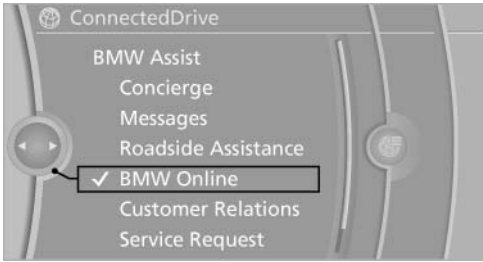 ConnectedDrive
BMW Assist
Concierge
Messages
Roadside Assistance
✓ BMW Online
Customer Relations
Service Request